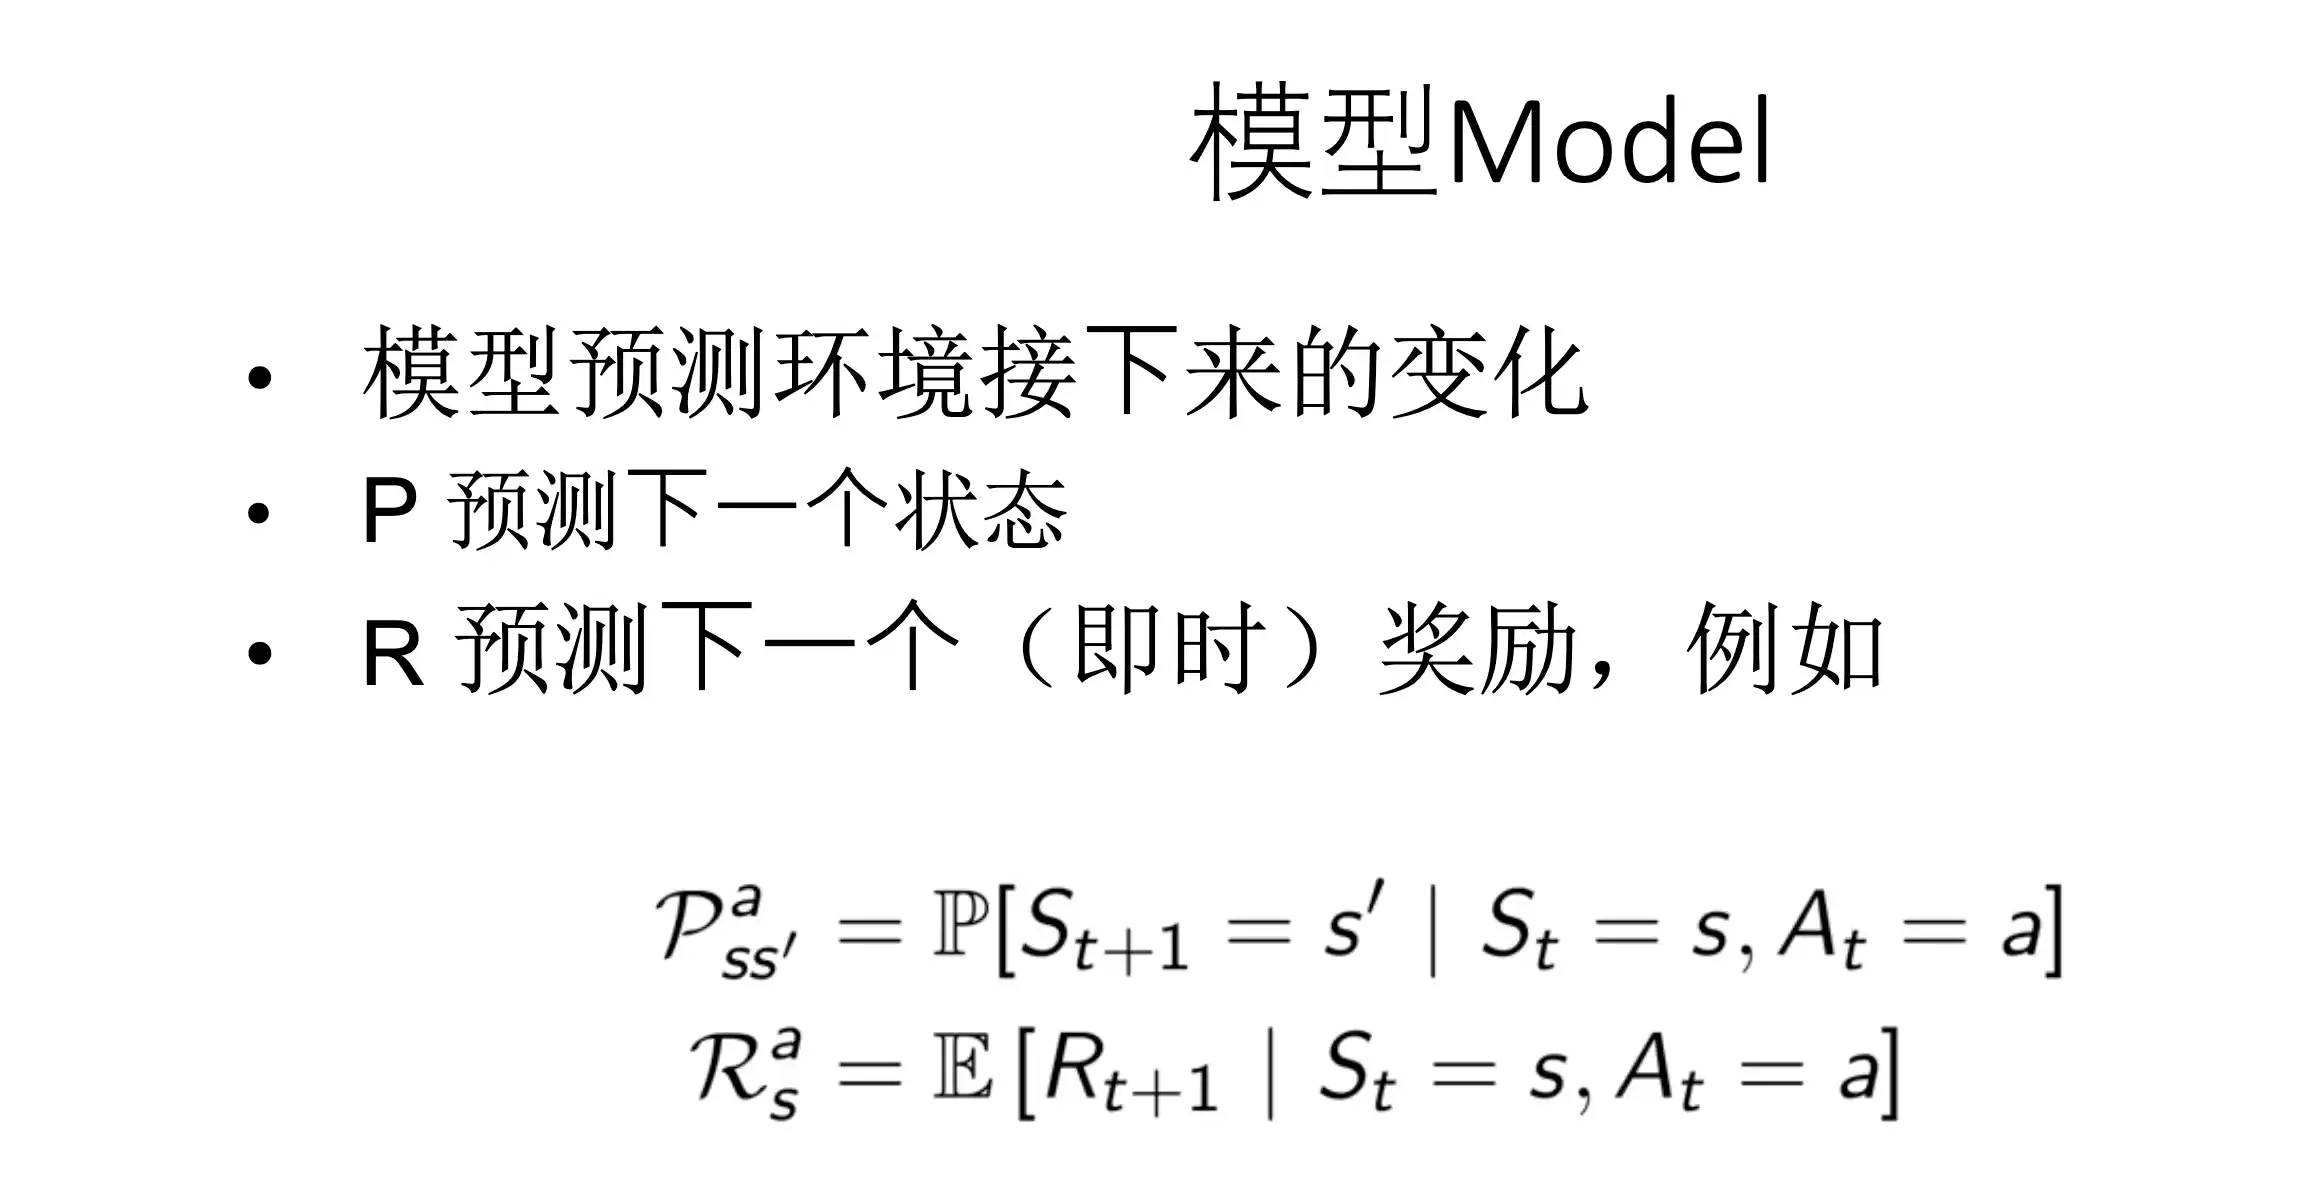 模型Model
• 模型预测环境接下来的变化
• P 预测下一个状态
• R 预测下一个（即时）奖励，例如
$\mathcal{P}^{a}_{ss'} = \mathbb{P}[S_{t+1} = s' \mid S_t = s, A_t = a]$
$\mathcal{R}^{a}_{s} = \mathbb{E}[R_{t+1} \mid S_t = s, A_t = a]$